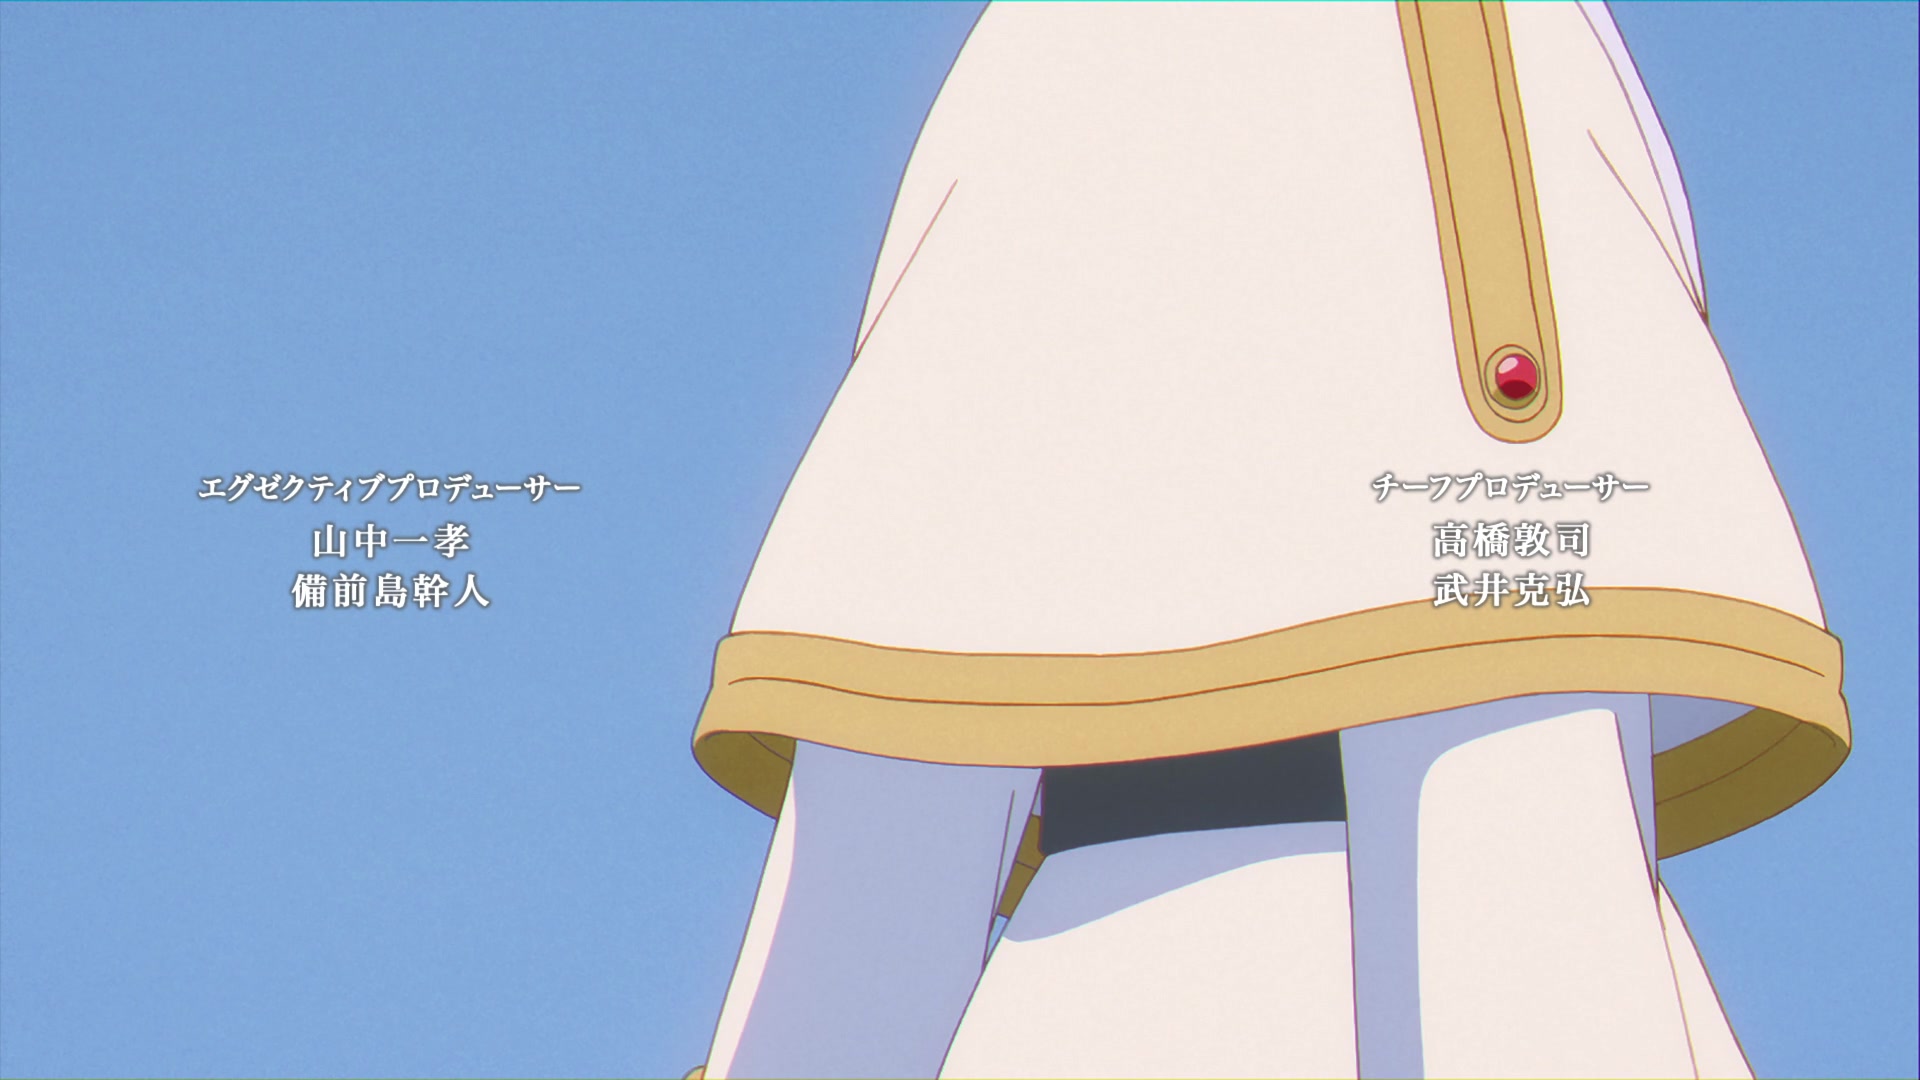 エグゼクティブプロデューサー
山中一孝
備前島幹人
チーフプロデューサー
高橋敦司
武井克弘